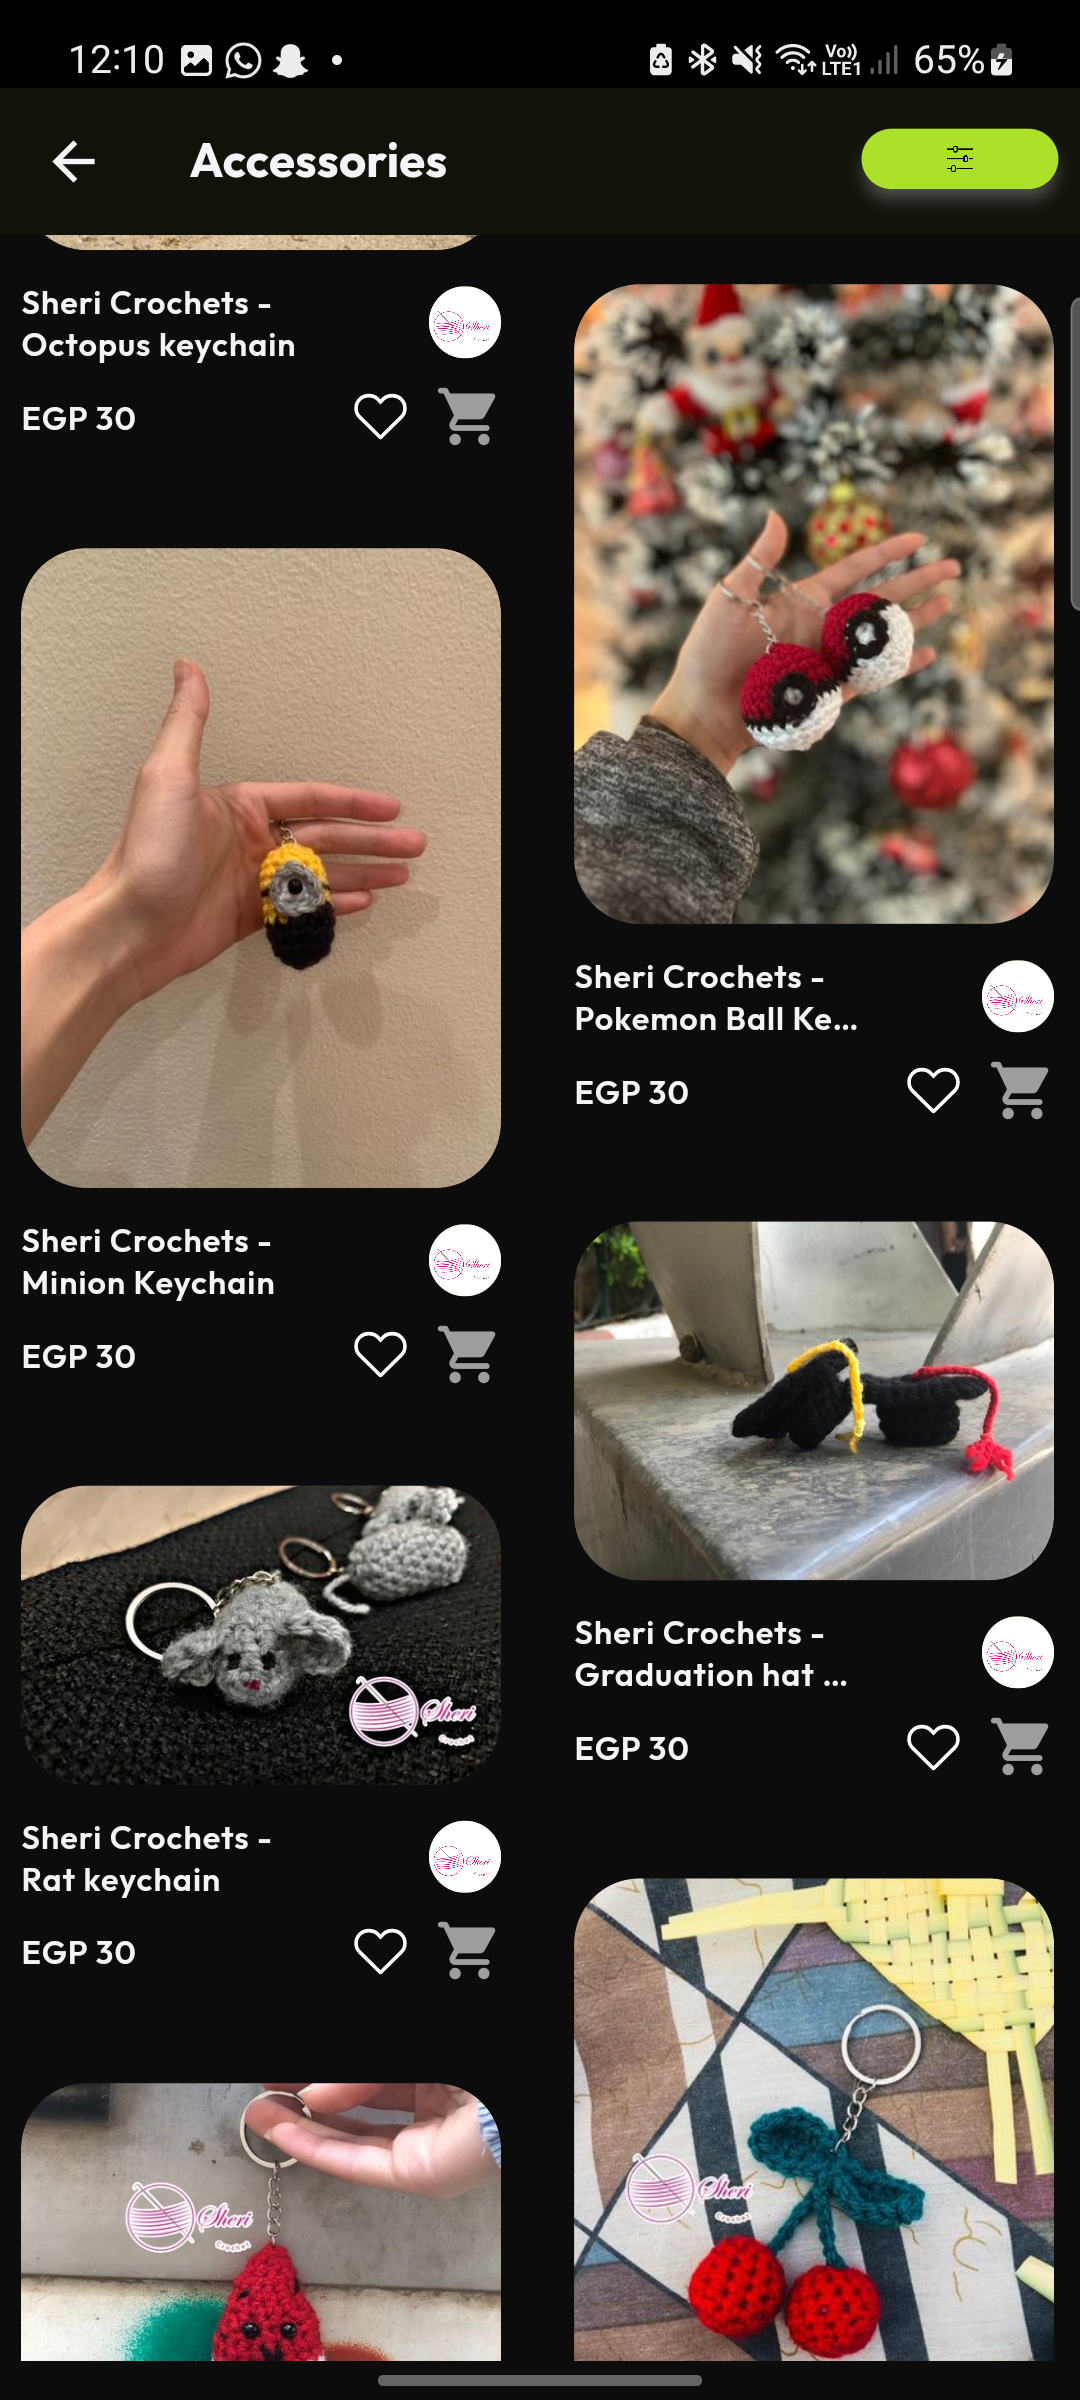 12:10
Vo))
LTE1
65%
Accessories
Sheri Crochets -
Octopus keychain
EGP 30
Sheri Crochets -
Pokemon Ball Ke...
EGP 30
Sheri Crochets -
Minion Keychain
EGP 30
Sheri Crochets -
Graduation hat ...
EGP 30
Sheri
Crochet
Sheri Crochets -
Rat keychain
EGP 30
Sheri
Crochet
Sheri
Crochet